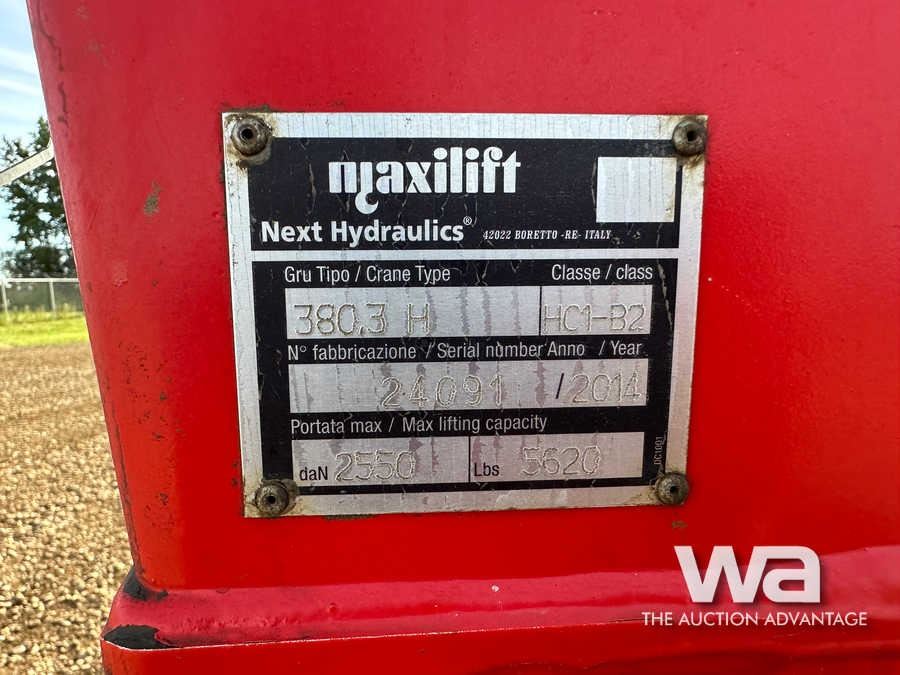 maxilift
Next Hydraulics® 42022 BORETTO -RE- ITALY
Gru Tipo / Crane Type Classe / class
380.3 H HC1-B2
N° fabbricazione / Serial number Anno / Year
24091 / 2014
Portata max / Max lifting capacity
daN 2550 Lbs 5620
DC1001
wa
THE AUCTION ADVANTAGE